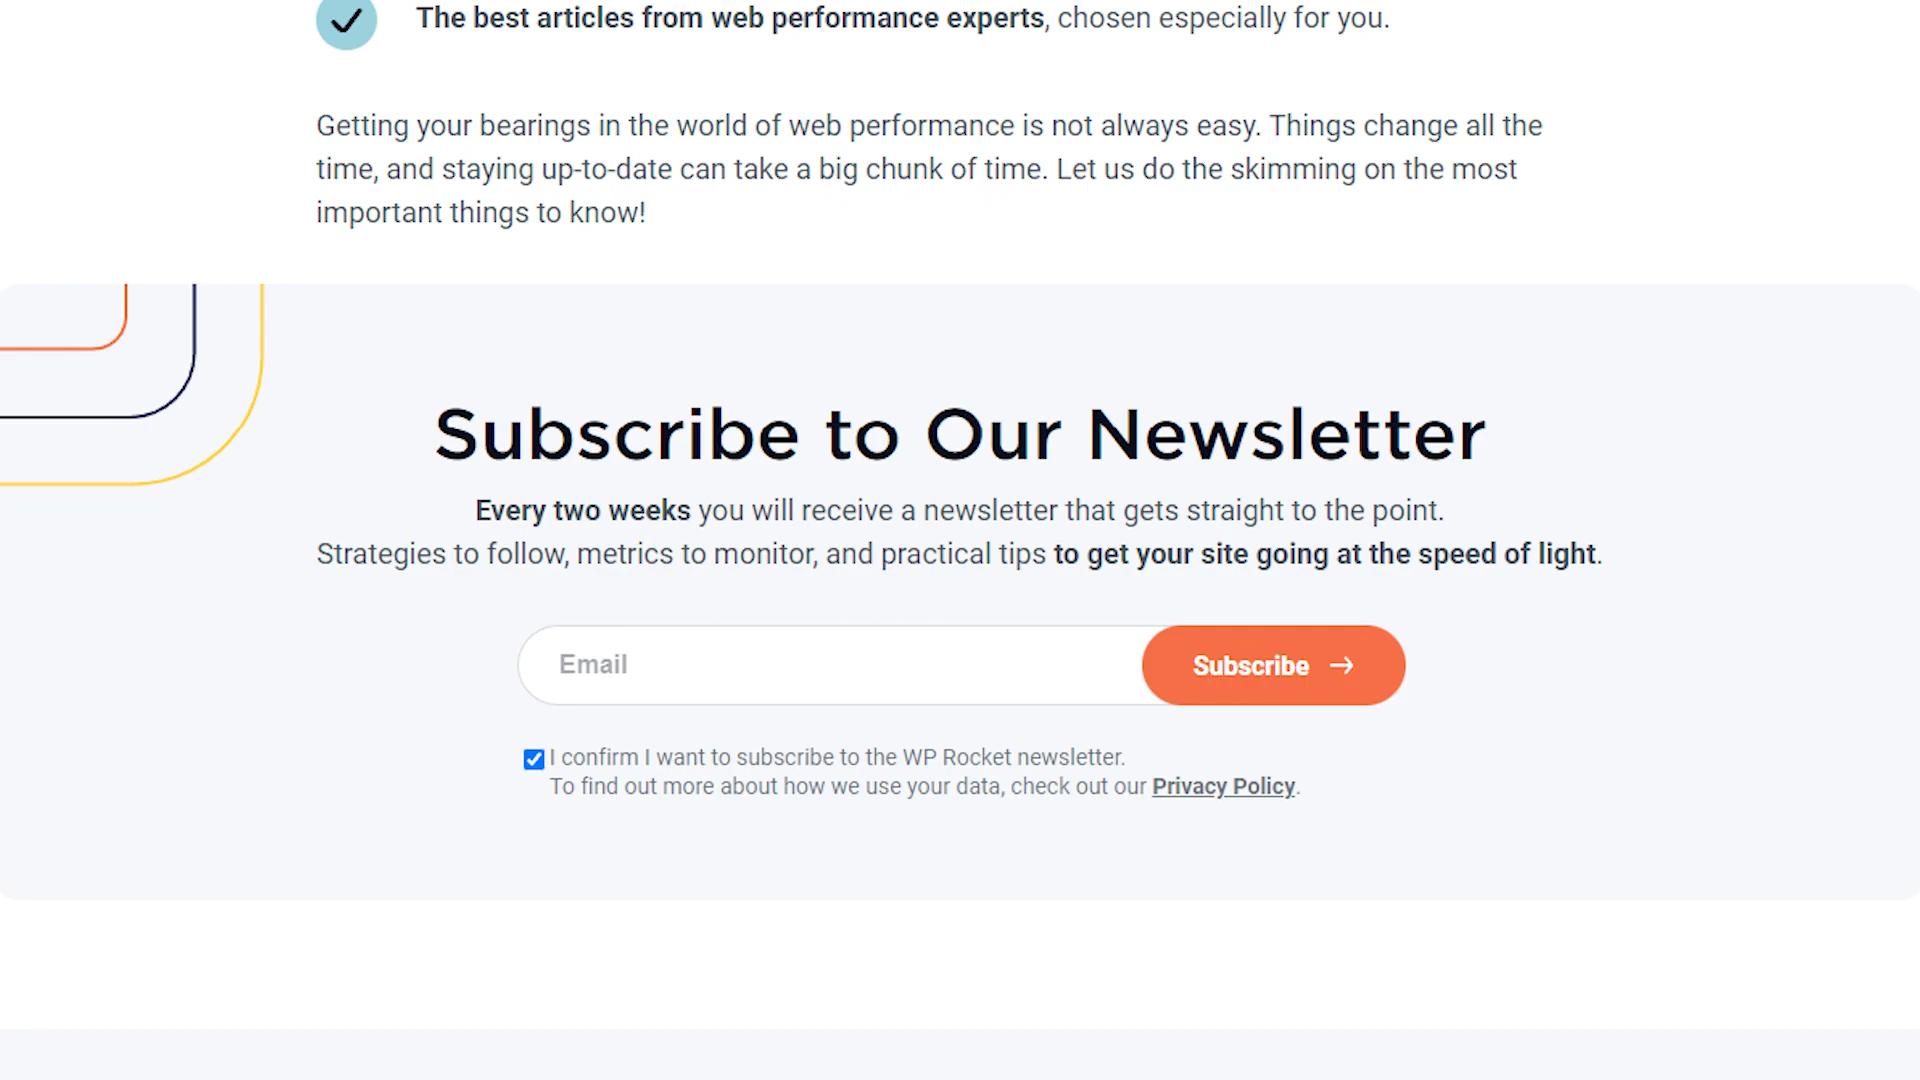 The best articles from web performance experts, chosen especially for you.
Getting your bearings in the world of web performance is not always easy. Things change all the
time, and staying up-to-date can take a big chunk of time. Let us do the skimming on the most
important things to know!
Subscribe to Our Newsletter
Every two weeks you will receive a newsletter that gets straight to the point.
Strategies to follow, metrics to monitor, and practical tips to get your site going at the speed of light.
Email
Subscribe →
I confirm I want to subscribe to the WP Rocket newsletter.
To find out more about how we use your data, check out our Privacy Policy.